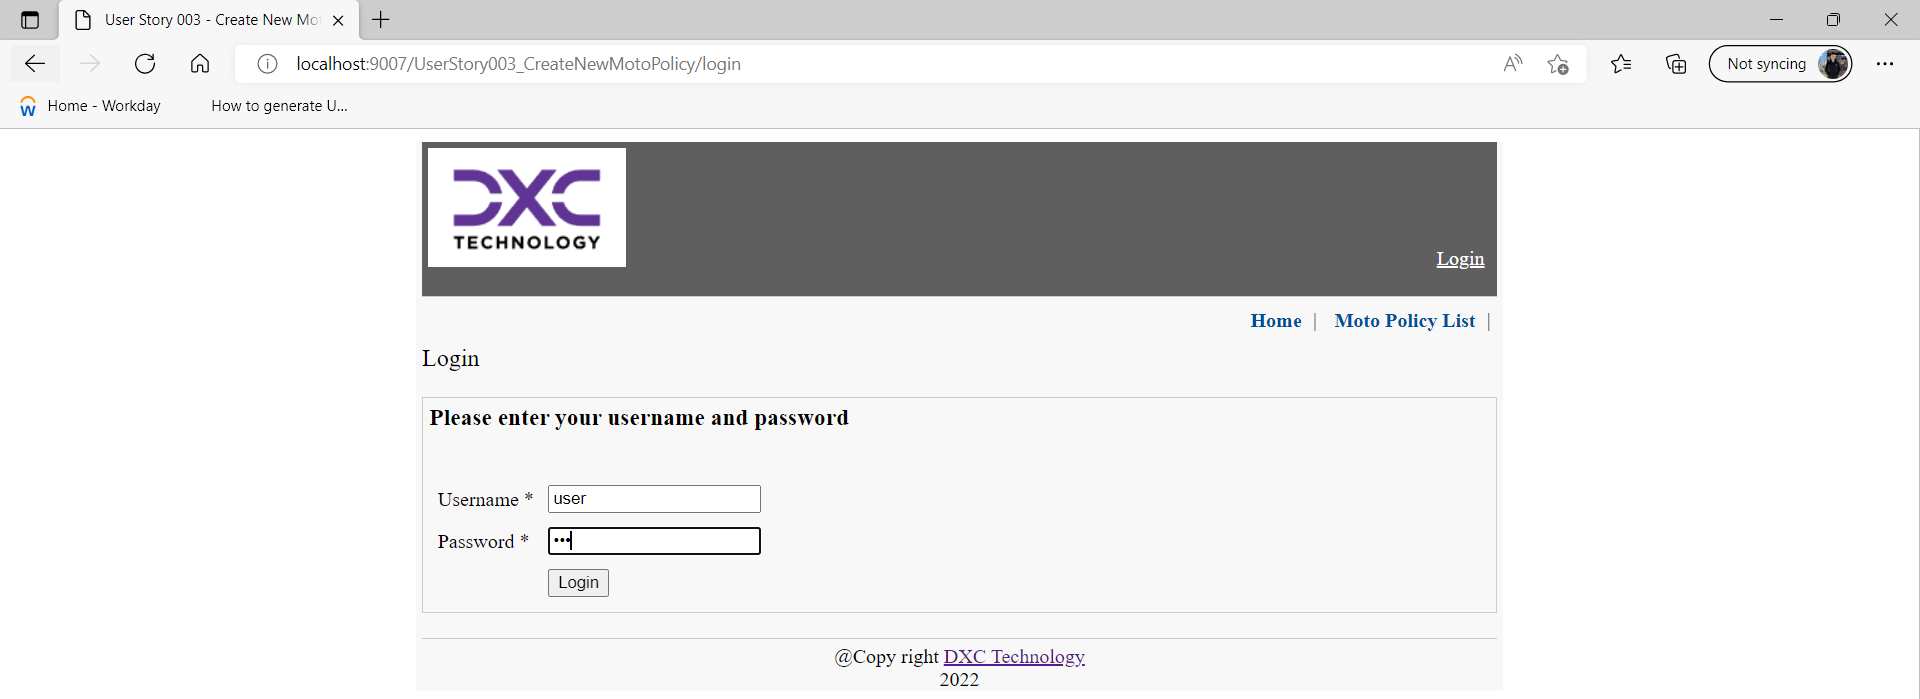 User Story 003 - Create New Mo
localhost:9007/UserStory003_CreateNewMotoPolicy/login
Not syncing
Home - Workday
How to generate U...
DXC
TECHNOLOGY
Login
Home | Moto Policy List |
Login
Please enter your username and password
Username * user
Password * •••
Login
@Copy right DXC Technology
2022